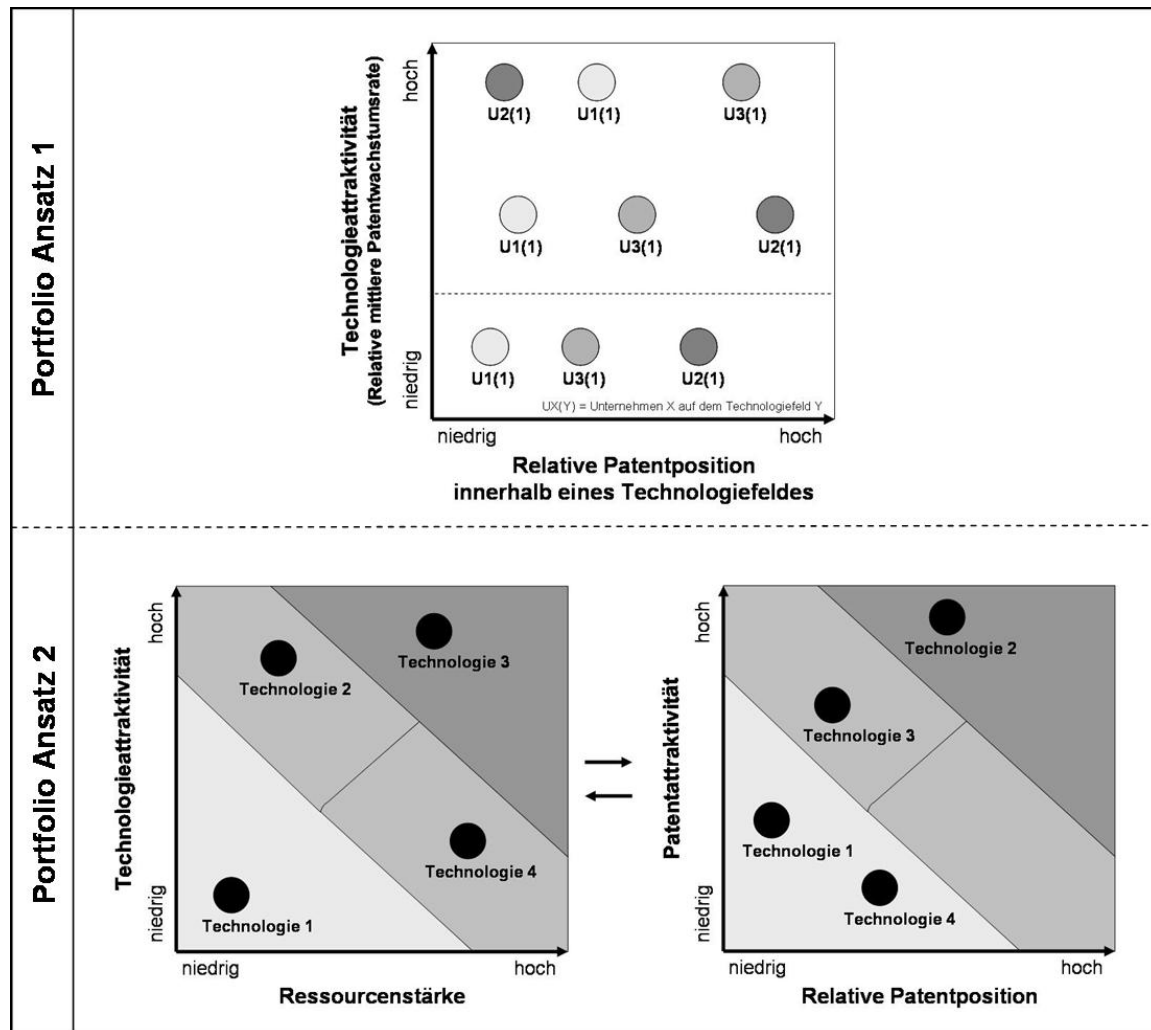 Portfolio Ansatz 1
Technologieattraktivität
(Relative mittlere Patentwachstumsrate)
hoch
niedrig
U2(1)
U1(1)
U3(1)
U1(1)
U3(1)
U2(1)
U1(1)
U3(1)
U2(1)
UX(Y) = Unternehmen X auf dem Technologiefeld Y
niedrig
hoch
Relative Patentposition
innerhalb eines Technologiefeldes
Portfolio Ansatz 2
Technologieattraktivität
hoch
niedrig
Technologie 3
Technologie 2
Technologie 4
Technologie 1
niedrig
hoch
Ressourcenstärke
Patentattraktivität
hoch
niedrig
Technologie 2
Technologie 3
Technologie 1
Technologie 4
niedrig
hoch
Relative Patentposition